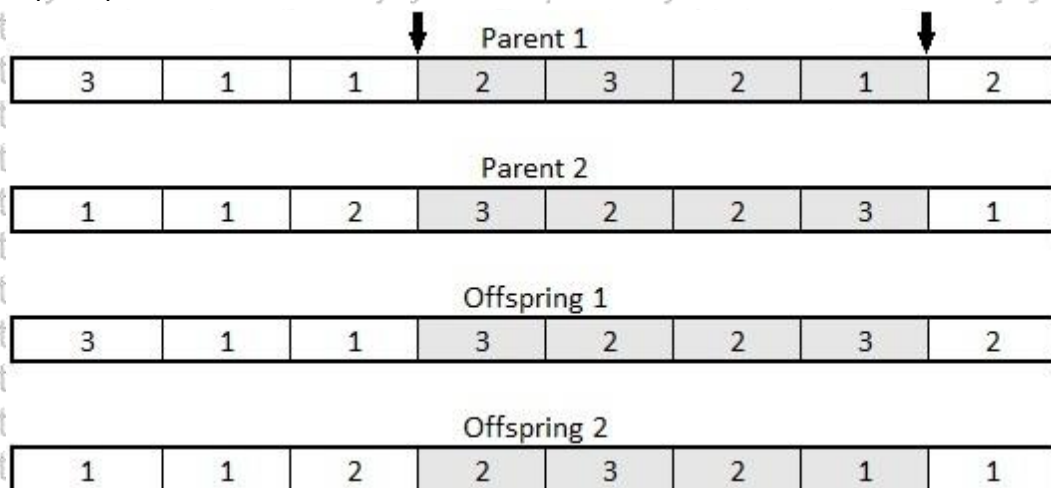 Parent 1
3 1 1 2 3 2 1 2
Parent 2
1 1 2 3 2 2 3 1
Offspring 1
3 1 1 3 2 2 3 2
Offspring 2
1 1 2 2 3 2 1 1